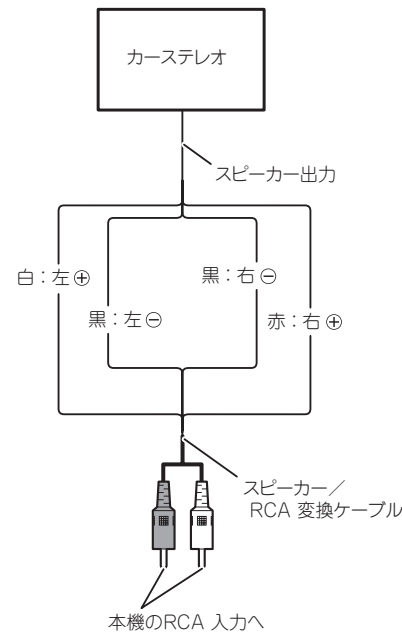 カーステレオ
スピーカー出力
白：左⊕
黒：右⊖
黒：左⊖
赤：右⊕
スピーカー／
RCA 変換ケーブル
本機のRCA 入力へ